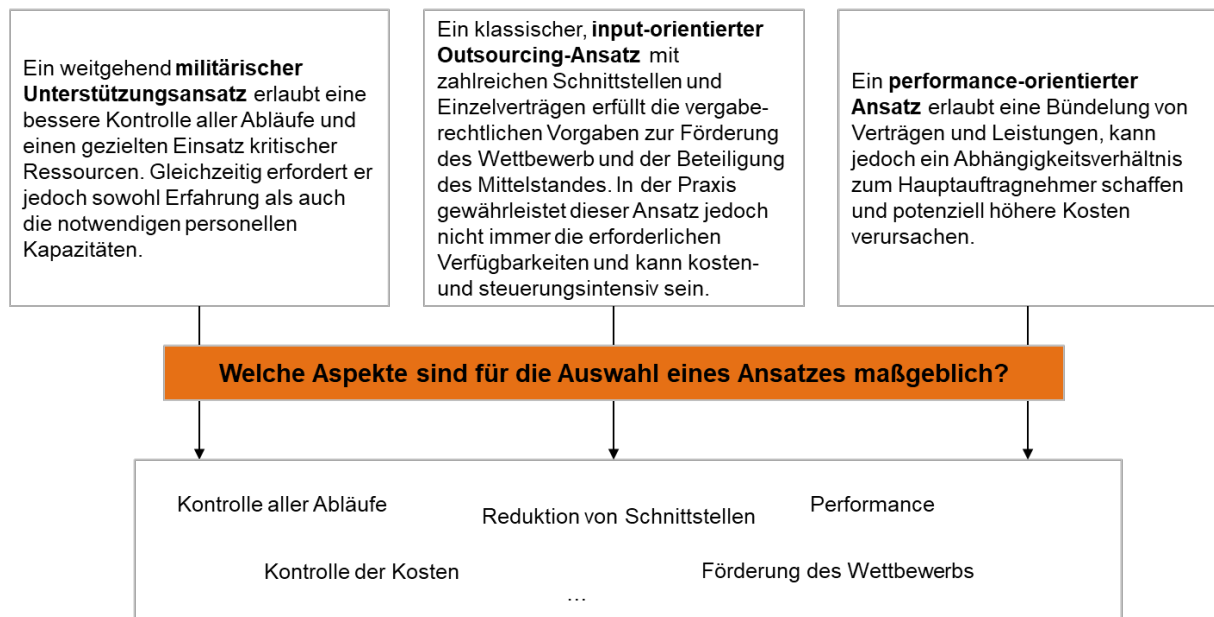 Ein weitgehend militärischer
Unterstützungsansatz erlaubt eine
bessere Kontrolle aller Abläufe und
einen gezielten Einsatz kritischer
Ressourcen. Gleichzeitig erfordert er
jedoch sowohl Erfahrung als auch
die notwendigen personellen
Kapazitäten.
Ein klassischer, input-orientierter
Outsourcing-Ansatz mit
zahlreichen Schnittstellen und
Einzelverträgen erfüllt die vergabe-
rechtlichen Vorgaben zur Förderung
des Wettbewerb und der Beteiligung
des Mittelstandes. In der Praxis
gewährleistet dieser Ansatz jedoch
nicht immer die erforderlichen
Verfügbarkeiten und kann kosten-
und steuerungsintensiv sein.
Ein performance-orientierter
Ansatz erlaubt eine Bündelung von
Verträgen und Leistungen, kann
jedoch ein Abhängigkeitsverhältnis
zum Hauptauftragnehmer schaffen
und potenziell höhere Kosten
verursachen.
Welche Aspekte sind für die Auswahl eines Ansatzes maßgeblich?
Kontrolle aller Abläufe
Reduktion von Schnittstellen
Performance
Kontrolle der Kosten
Förderung des Wettbewerbs
...